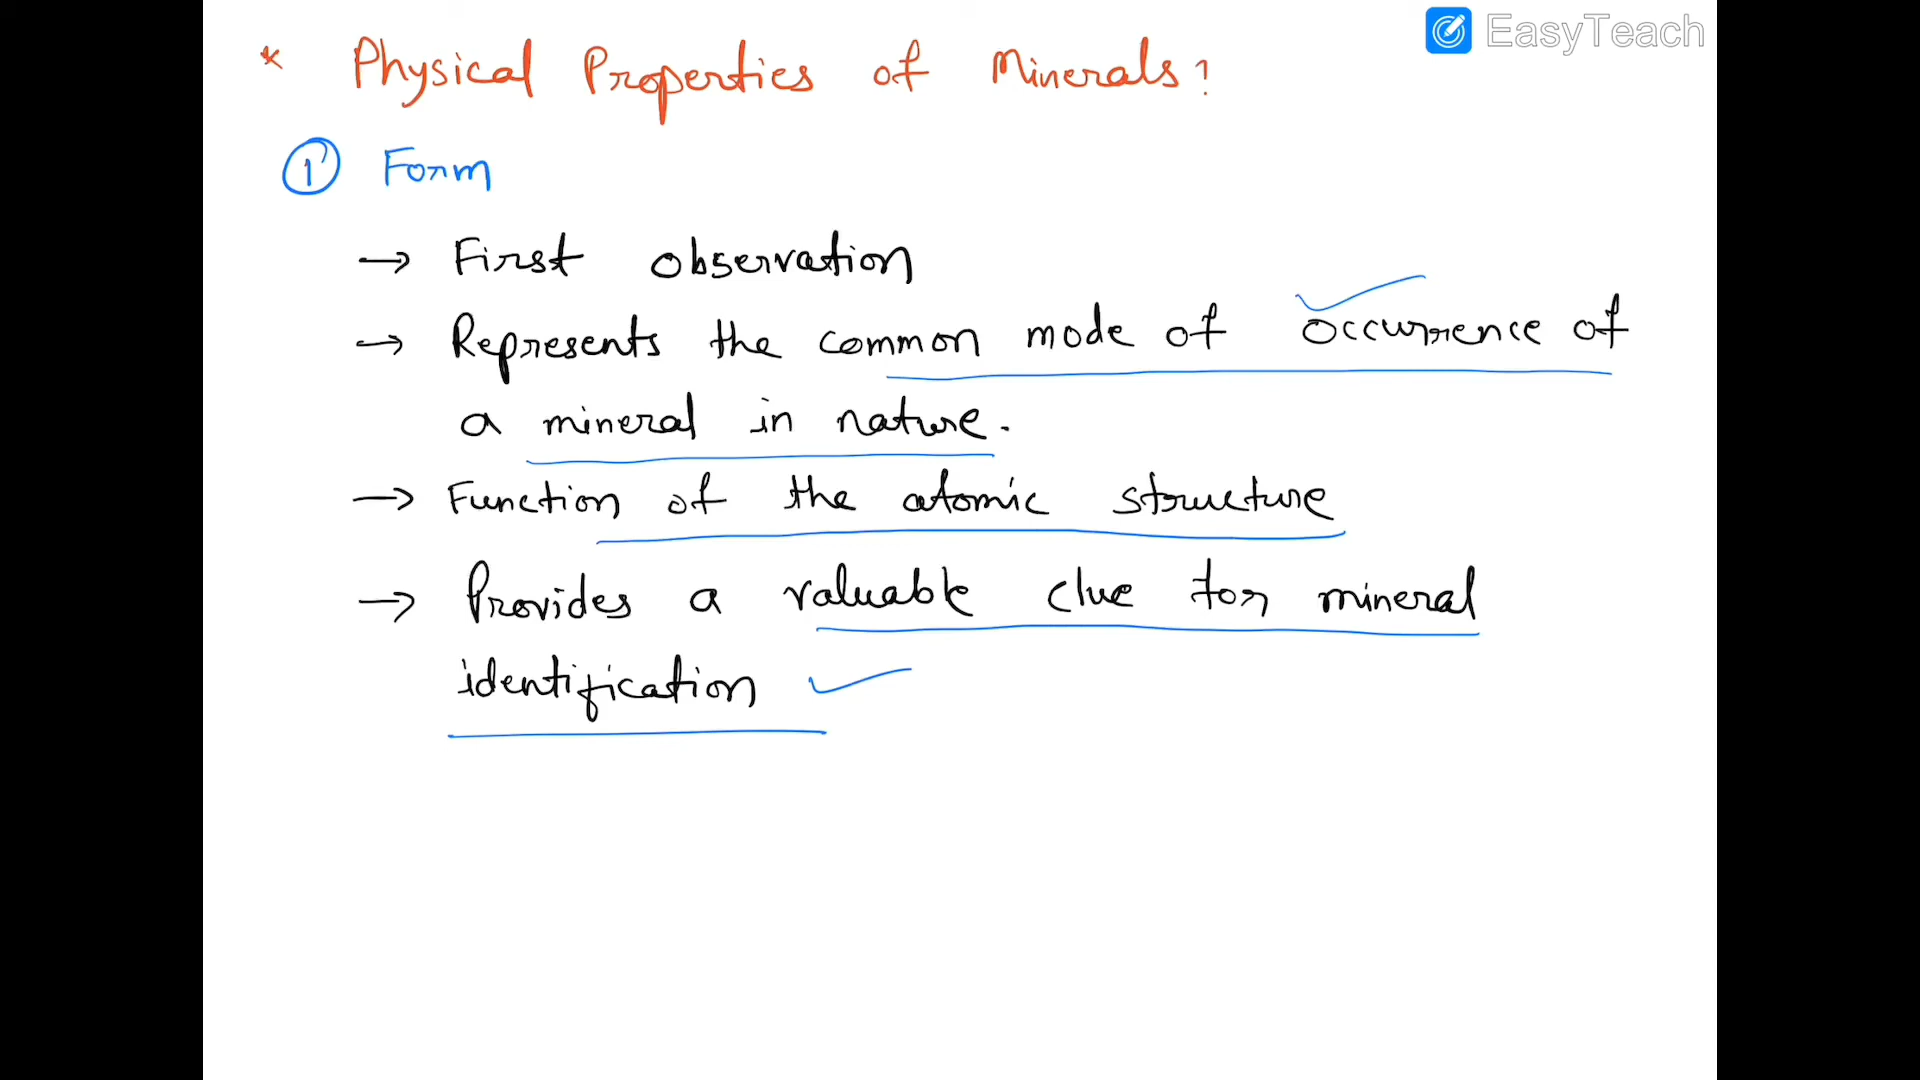 EasyTeach
* Physical Properties of Minerals?
① Form
→ First observation
→ Represents the common mode of occurrence of
a mineral in nature.
→ Function of the atomic structure
→ Provides a valuable clue for mineral
identification